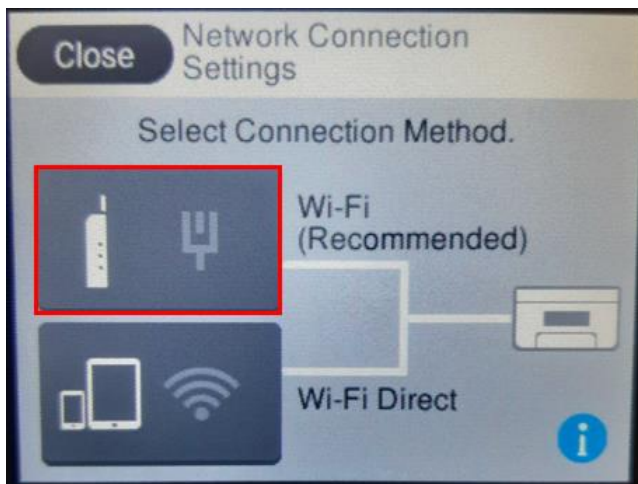 Close
Network Connection
Settings
Select Connection Method.
Wi-Fi
(Recommended)
Wi-Fi Direct
i